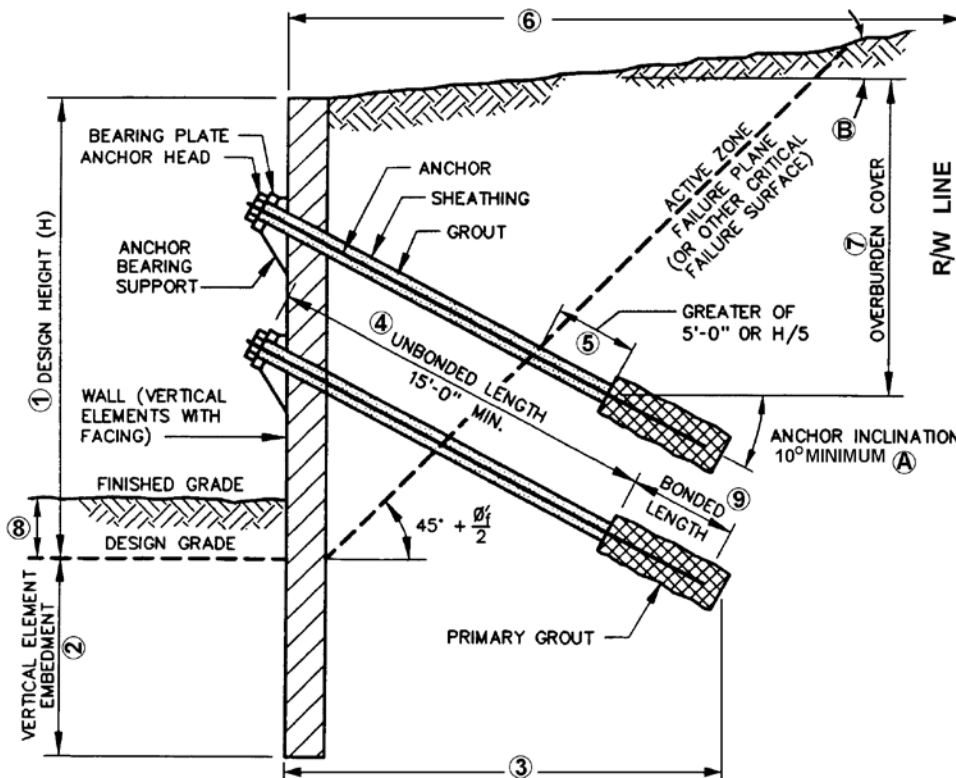 ⑥
BEARING PLATE
ANCHOR HEAD
ANCHOR
SHEATHING
GROUT
ANCHOR
BEARING
SUPPORT
① DESIGN HEIGHT (H)
ACTIVE ZONE
FAILURE PLANE
(OR OTHER CRITICAL
FAILURE SURFACE)
Ⓑ
⑦
OVERBURDEN COVER
R/W LINE
GREATER OF
5'-0" OR H/5
⑤
④ UNBONDED LENGTH
15'-0" MIN.
WALL (VERTICAL
ELEMENTS WITH
FACING)
ANCHOR INCLINATION
10° MINIMUM Ⓐ
BONDED ⑨
LENGTH
FINISHED GRADE
⑧
DESIGN GRADE
45° + Ø'f/2
VERTICAL ELEMENT
EMBEDMENT
②
PRIMARY GROUT
③